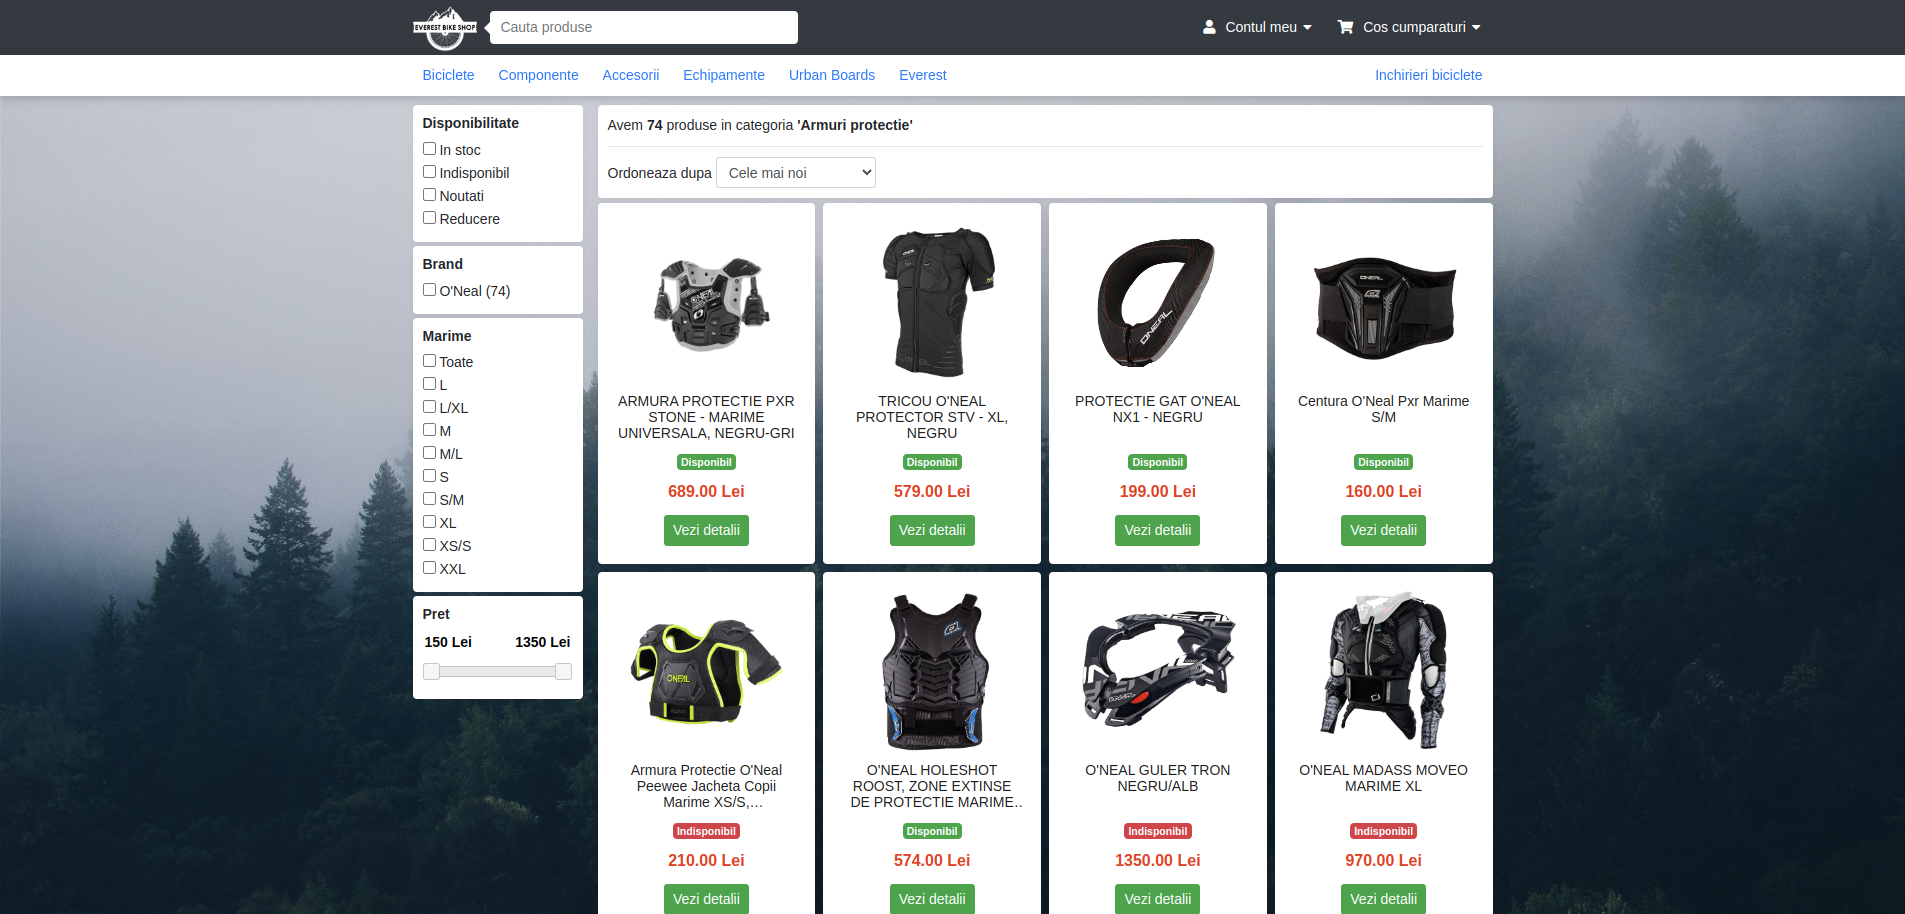 EVEREST BIKE SHOP
Cauta produse
Contul meu
Cos cumparaturi
Biciclete
Componente
Accesorii
Echipamente
Urban Boards
Everest
Inchirieri biciclete
Disponibilitate
In stoc
Indisponibil
Noutati
Reducere
Brand
O'Neal (74)
Marime
Toate
L
L/XL
M
M/L
S
S/M
XL
XS/S
XXL
Pret
150 Lei
1350 Lei
Avem 74 produse in categoria 'Armuri protectie'
Ordoneaza dupa
Cele mai noi
ARMURA PROTECTIE PXR
STONE - MARIME
UNIVERSALA, NEGRU-GRI
Disponibil
689.00 Lei
Vezi detalii
TRICOU O'NEAL
PROTECTOR STV - XL,
NEGRU
Disponibil
579.00 Lei
Vezi detalii
ONEAL
PROTECTIE GAT O'NEAL
NX1 - NEGRU
Disponibil
199.00 Lei
Vezi detalii
ONEAL
Centura O'Neal Pxr Marime
S/M
Disponibil
160.00 Lei
Vezi detalii
ONEAL
Armura Protectie O'Neal
Peewee Jacheta Copii
Marime XS/S,…
Indisponibil
210.00 Lei
Vezi detalii
O'NEAL HOLESHOT
ROOST, ZONE EXTINSE
DE PROTECTIE MARIME..
Disponibil
574.00 Lei
Vezi detalii
O'NEAL GULER TRON
NEGRU/ALB
Indisponibil
1350.00 Lei
Vezi detalii
O'NEAL MADASS MOVEO
MARIME XL
Indisponibil
970.00 Lei
Vezi detalii